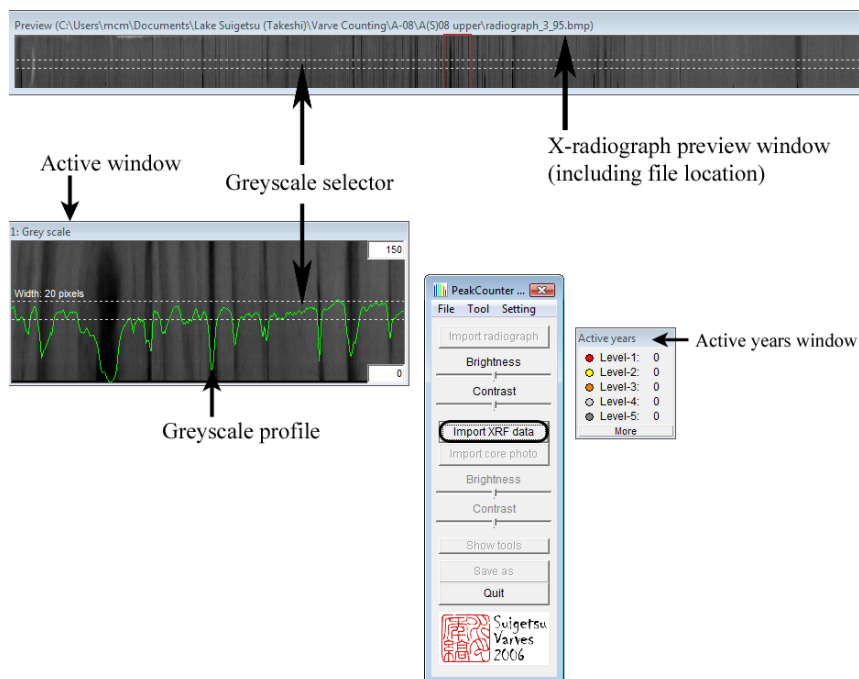 Preview (C:\Users\mcm\Documents\Lake Suigetsu (Takeshi)\Varve Counting\A-08\A(S)08 upper\radiograph_3_95.bmp)
X-radiograph preview window
(including file location)
Active window
Greyscale selector
1: Grey scale
150
Width: 20 pixels
0
Greyscale profile
PeakCounter ...
File Tool Setting
Import radiograph
Brightness
Contrast
Import XRF data
Import core photo
Brightness
Contrast
Show tools
Save as
Quit
Suigetsu
Varves
2006
Active years
Level-1: 0
Level-2: 0
Level-3: 0
Level-4: 0
Level-5: 0
More
Active years window